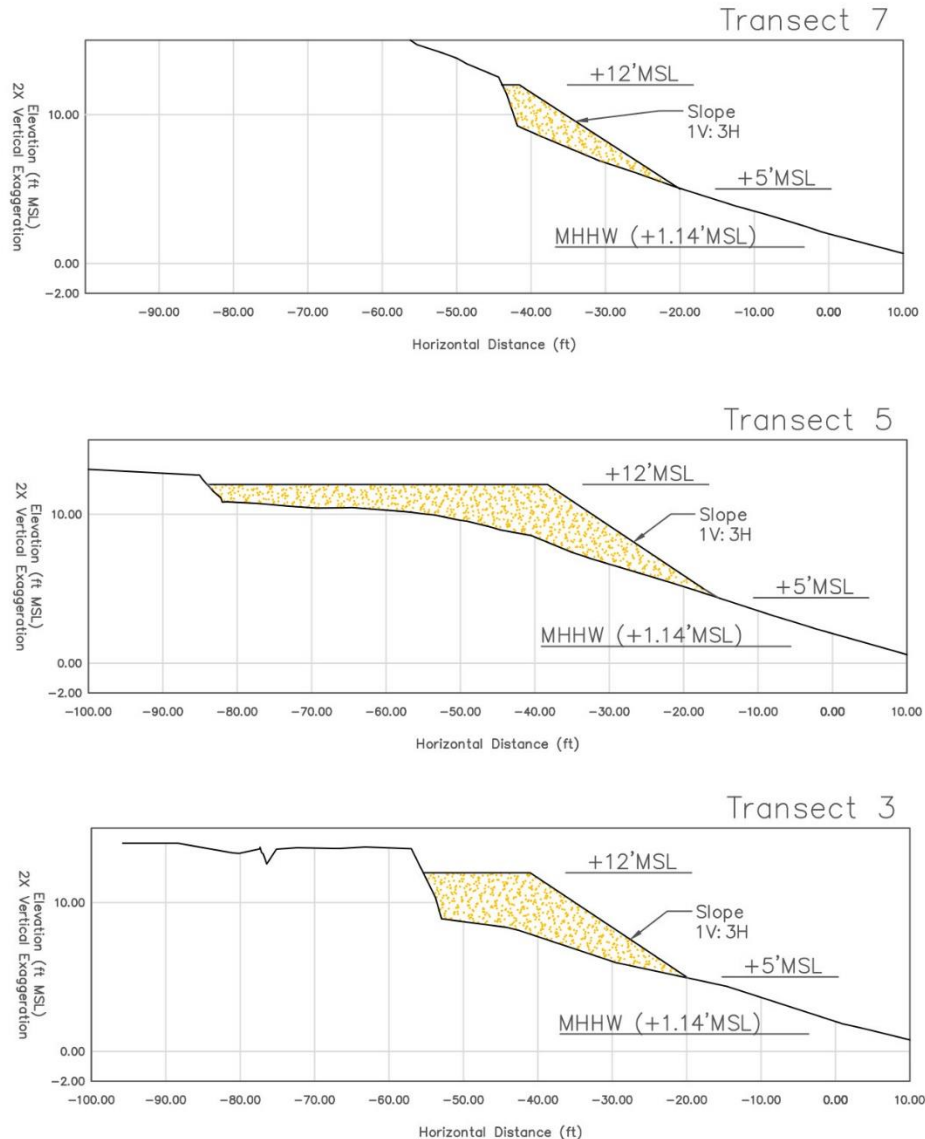 Transect 7
+12'MSL
Slope
1V: 3H
+5'MSL
MHHW (+1.14'MSL)
Elevation (ft MSL)
2X Vertical Exaggeration
10.00
0.00
-2.00
-90.00 -80.00 -70.00 -60.00 -50.00 -40.00 -30.00 -20.00 -10.00 0.00 10.00
Horizontal Distance (ft)
Transect 5
+12'MSL
Slope
1V: 3H
+5'MSL
MHHW (+1.14'MSL)
Elevation (ft MSL)
2X Vertical Exaggeration
10.00
0.00
-2.00
-100.00 -90.00 -80.00 -70.00 -60.00 -50.00 -40.00 -30.00 -20.00 -10.00 0.00 10.00
Horizontal Distance (ft)
Transect 3
+12'MSL
Slope
1V: 3H
+5'MSL
MHHW (+1.14'MSL)
Elevation (ft MSL)
2X Vertical Exaggeration
10.00
0.00
-2.00
-100.00 -90.00 -80.00 -70.00 -60.00 -50.00 -40.00 -30.00 -20.00 -10.00 0.00 10.00
Horizontal Distance (ft)